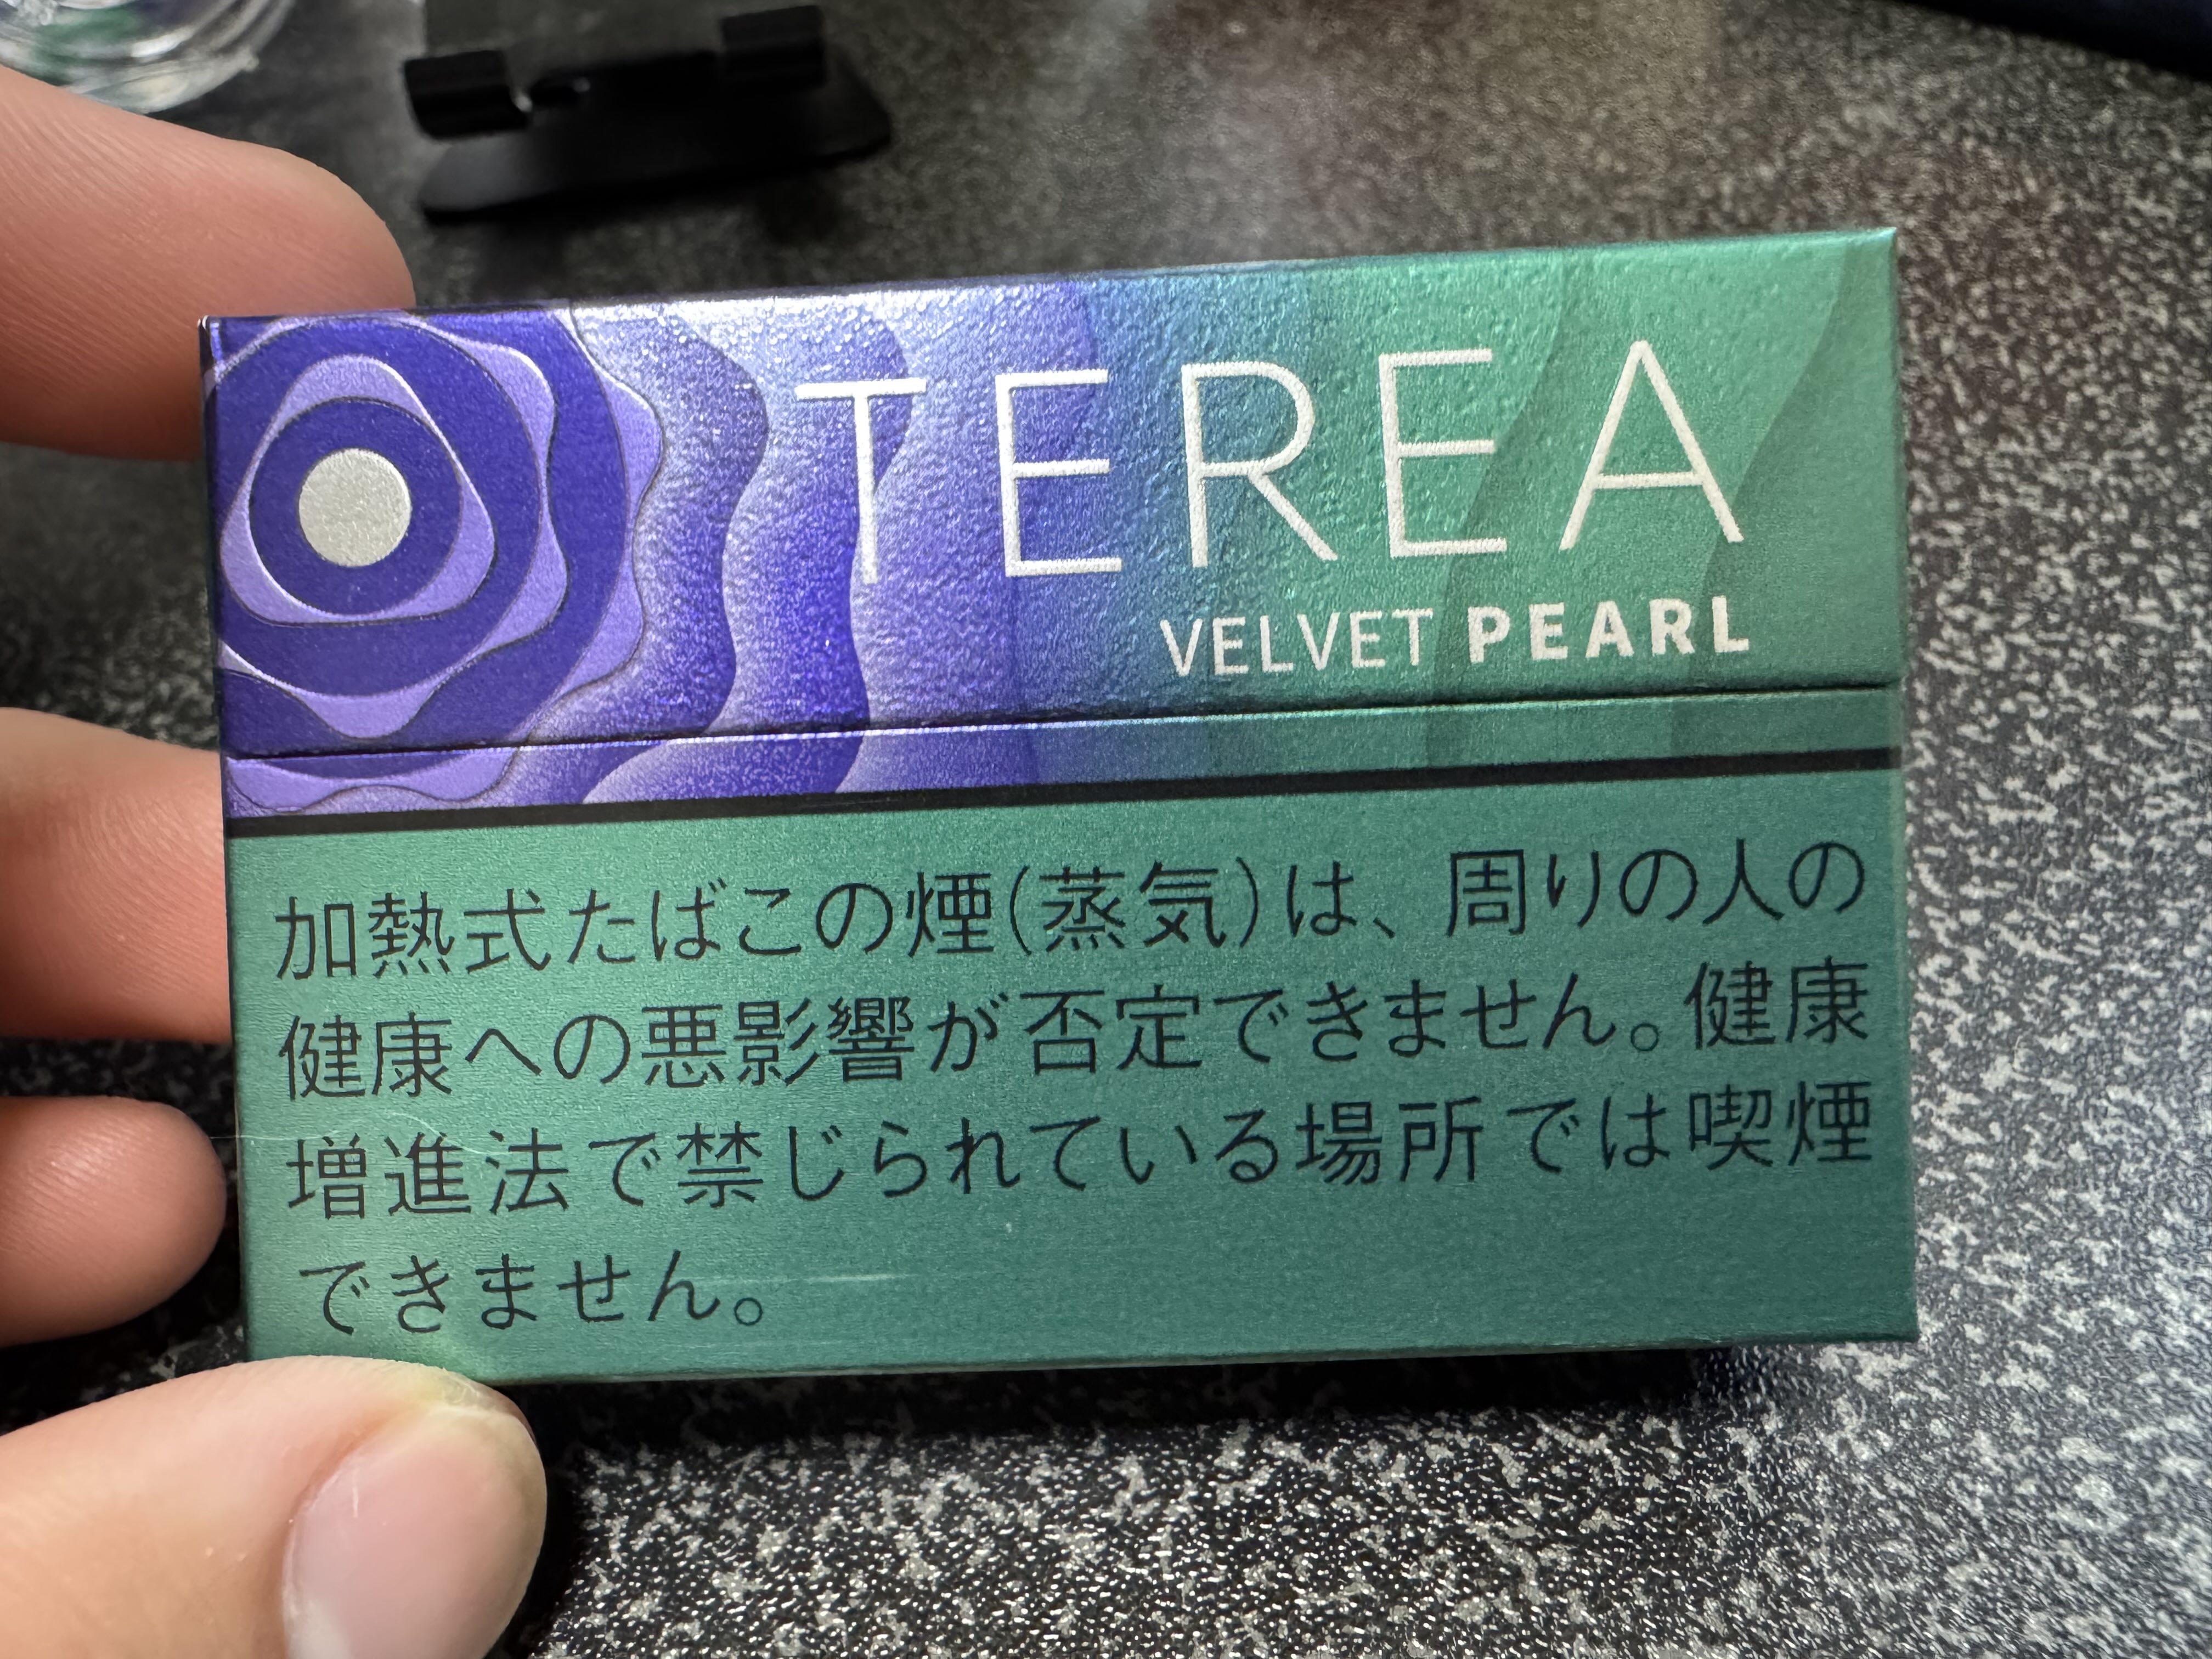 TEREA
VELVET PEARL
加熱式たばこの煙(蒸気)は、周りの人の
健康への悪影響が否定できません。健康
増進法で禁じられている場所では喫煙
できません。